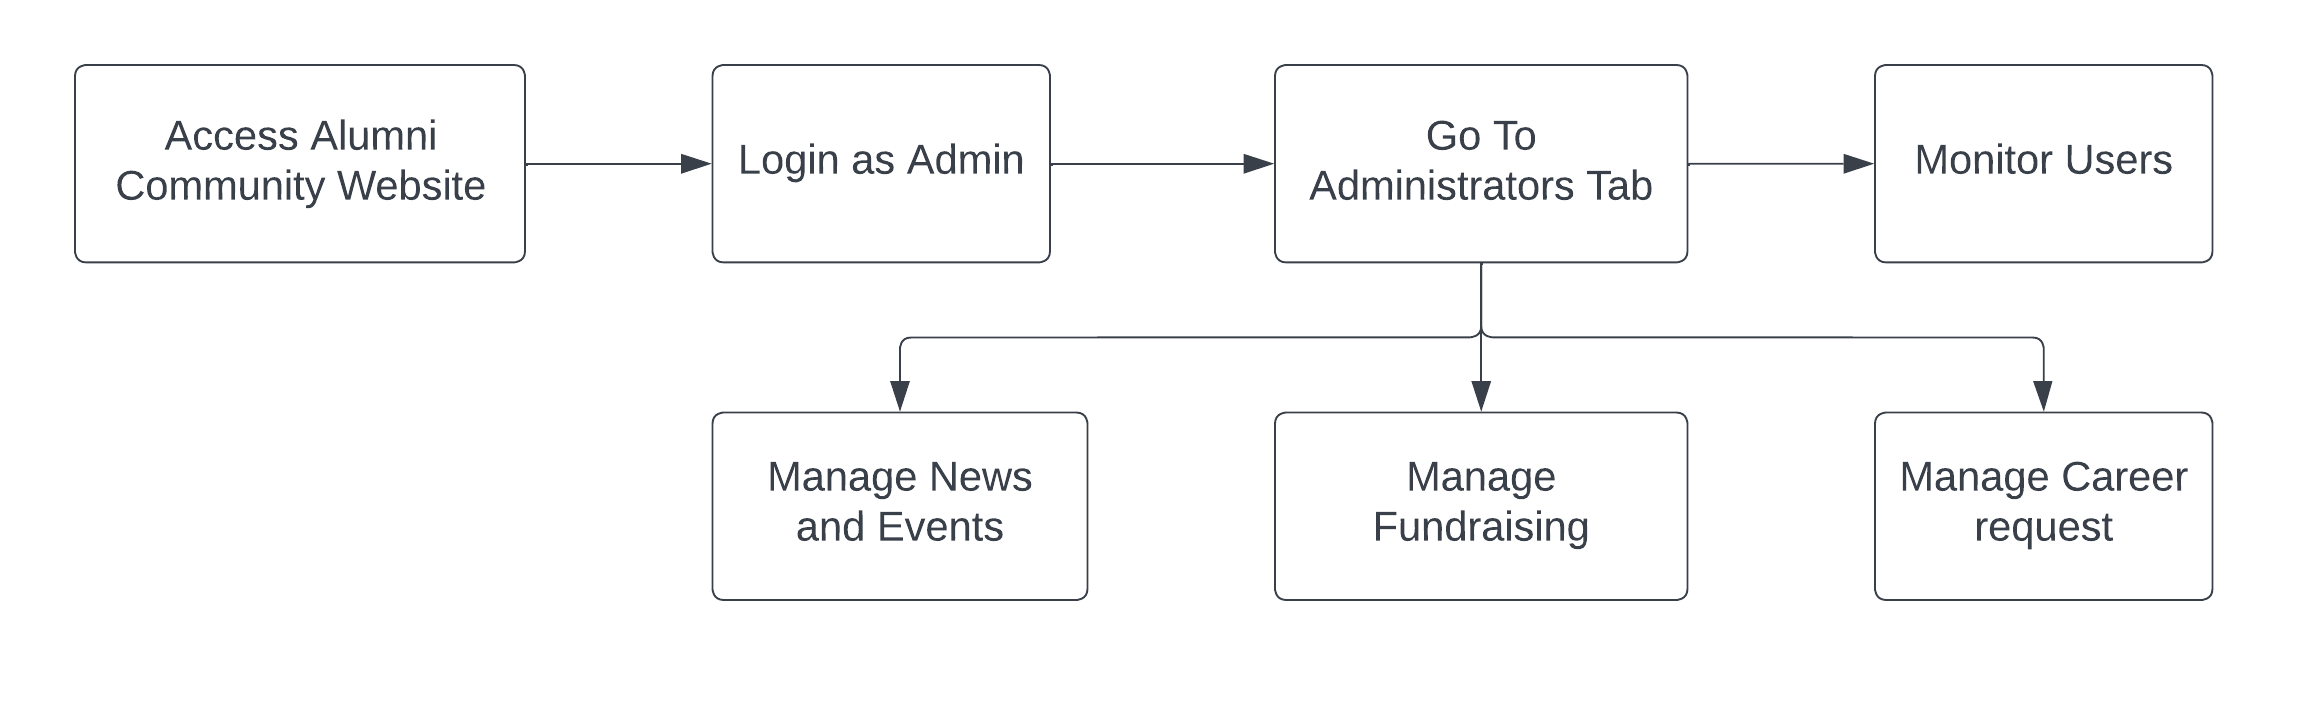 Access Alumni
Community Website
Login as Admin
Go To
Administrators Tab
Monitor Users
Manage News
and Events
Manage
Fundraising
Manage Career
request